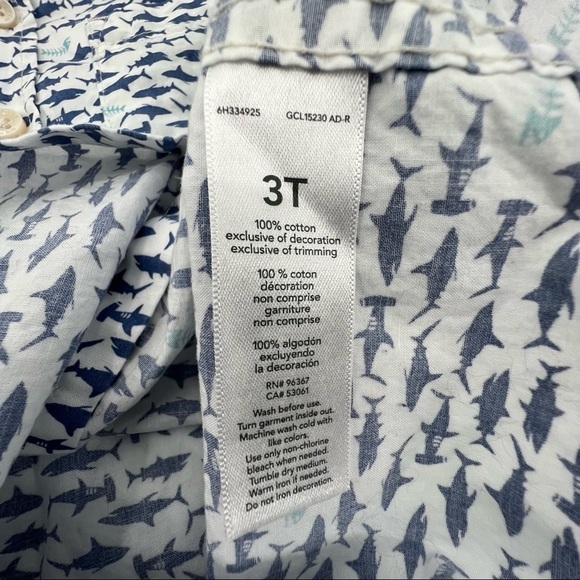 6H334925 GCL15230 AD-R
3T
100% cotton
exclusive of decoration
exclusive of trimming
100 % coton
décoration
non comprise
garniture
non comprise
100% algodón
excluyendo
la decoración
RN# 96367
CA# 53061
Wash before use.
Turn garment inside out.
Machine wash cold with
like colors.
Use only non-chlorine
bleach when needed.
Tumble dry medium.
Warm iron if needed.
Do not iron decoration.